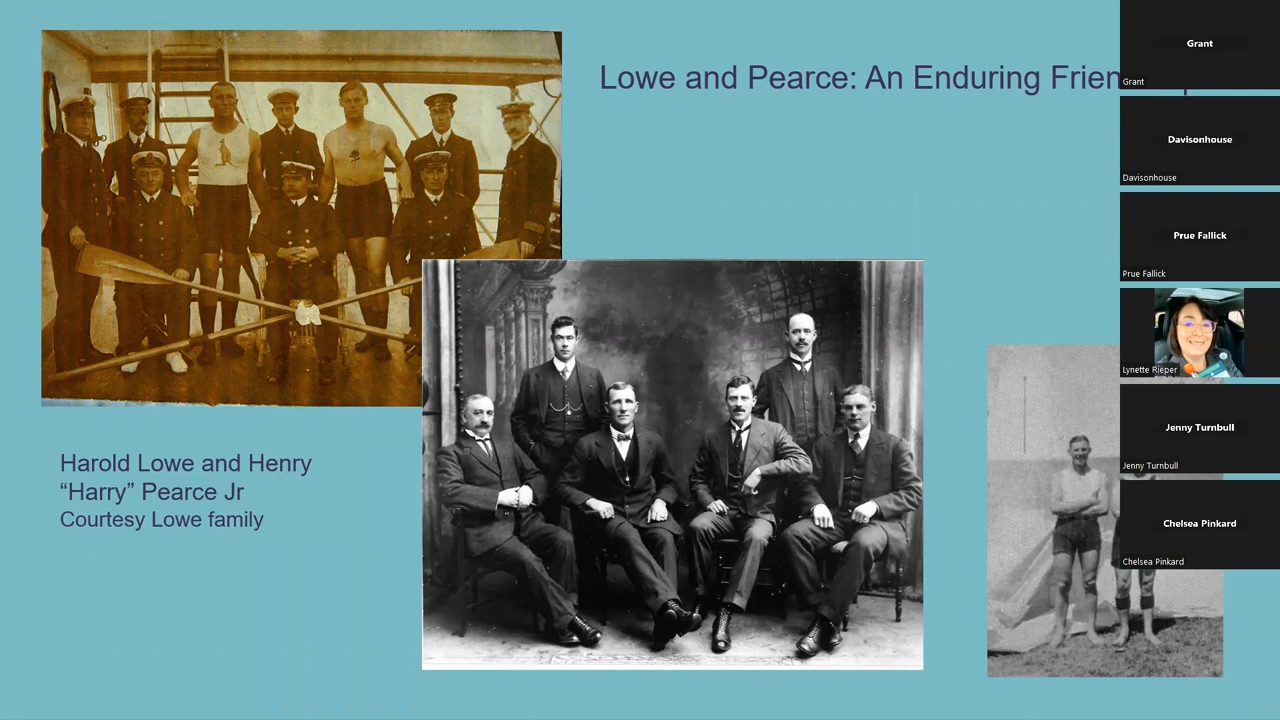 Lowe and Pearce: An Enduring
Harold Lowe and Henry
“Harry” Pearce Jr
Courtesy Lowe family
Grant
Grant
Davisonhouse
Davisonhouse
Prue Fallick
Prue Fallick
Lynette Rieper
Jenny Turnbull
Jenny Turnbull
Chelsea Pinkard
Chelsea Pinkard